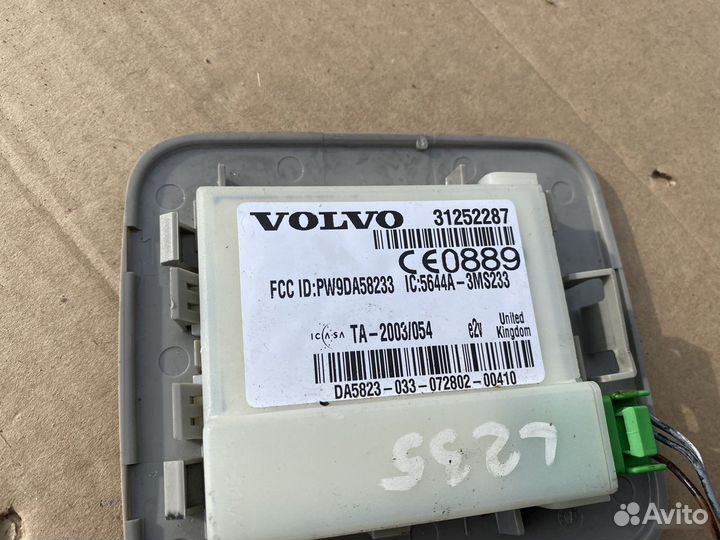 VOLVO 31252287
CE0889
FCC ID:PW9DA58233 IC:5644A-3MS233
ICASA TA-2003/054 e2v United Kingdom
DA5823-033-072802-00410
L235
Avito